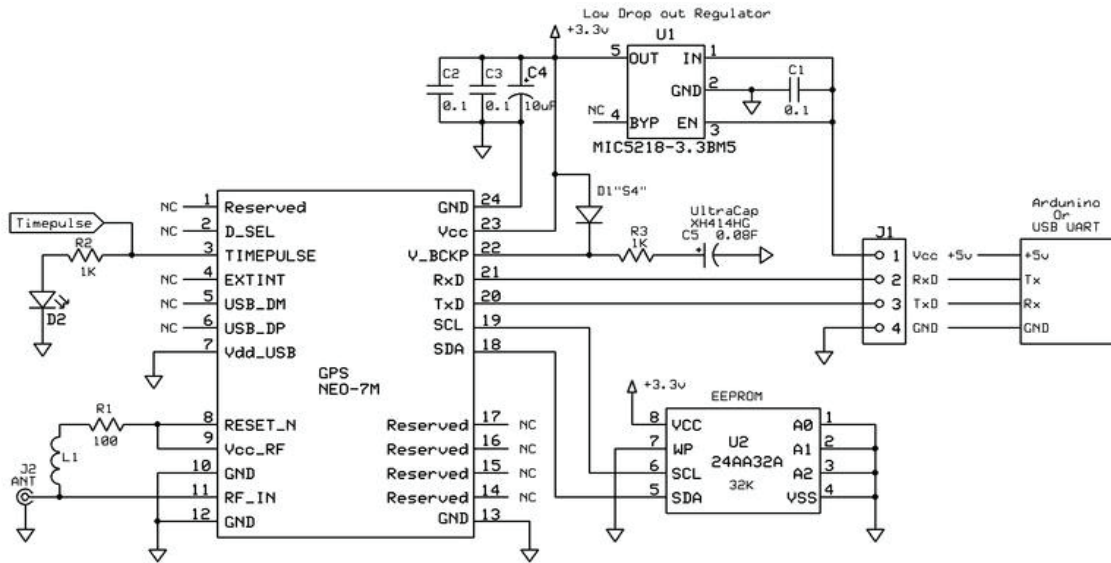 Low Drop out Regulator
+3.3v
U1
5 OUT IN 1
GND 2
NC 4 BYP EN 3
MIC5218-3.3BM5
C1
0.1
C2
0.1
C3
0.1
C4
+
10uF
Timepulse
R2
1K
D2
NC 1 Reserved
NC 2 D_SEL
3 TIMEPULSE
NC 4 EXTINT
NC 5 USB_DM
NC 6 USB_DP
7 Vdd_USB
8 RESET_N
9 Vcc_RF
10 GND
11 RF_IN
12 GND
GPS
NEO-7M
GND 24
Vcc 23
V_BCKP 22
RxD 21
TxD 20
SCL 19
SDA 18
Reserved 17 NC
Reserved 16 NC
Reserved 15 NC
Reserved 14 NC
GND 13
R1
100
L1
J2
ANT
D1"S4"
R3
1K
UltraCap
XH414HG
C5 0.08F
+
J1
1 Vcc +5v
2 RxD
3 TxD
4 GND
Ardunino
Or
USB UART
+5v
Tx
Rx
GND
+3.3v
EEPROM
8 VCC A0 1
7 WP A1 2
6 SCL A2 3
5 SDA VSS 4
U2
24AA32A
32K